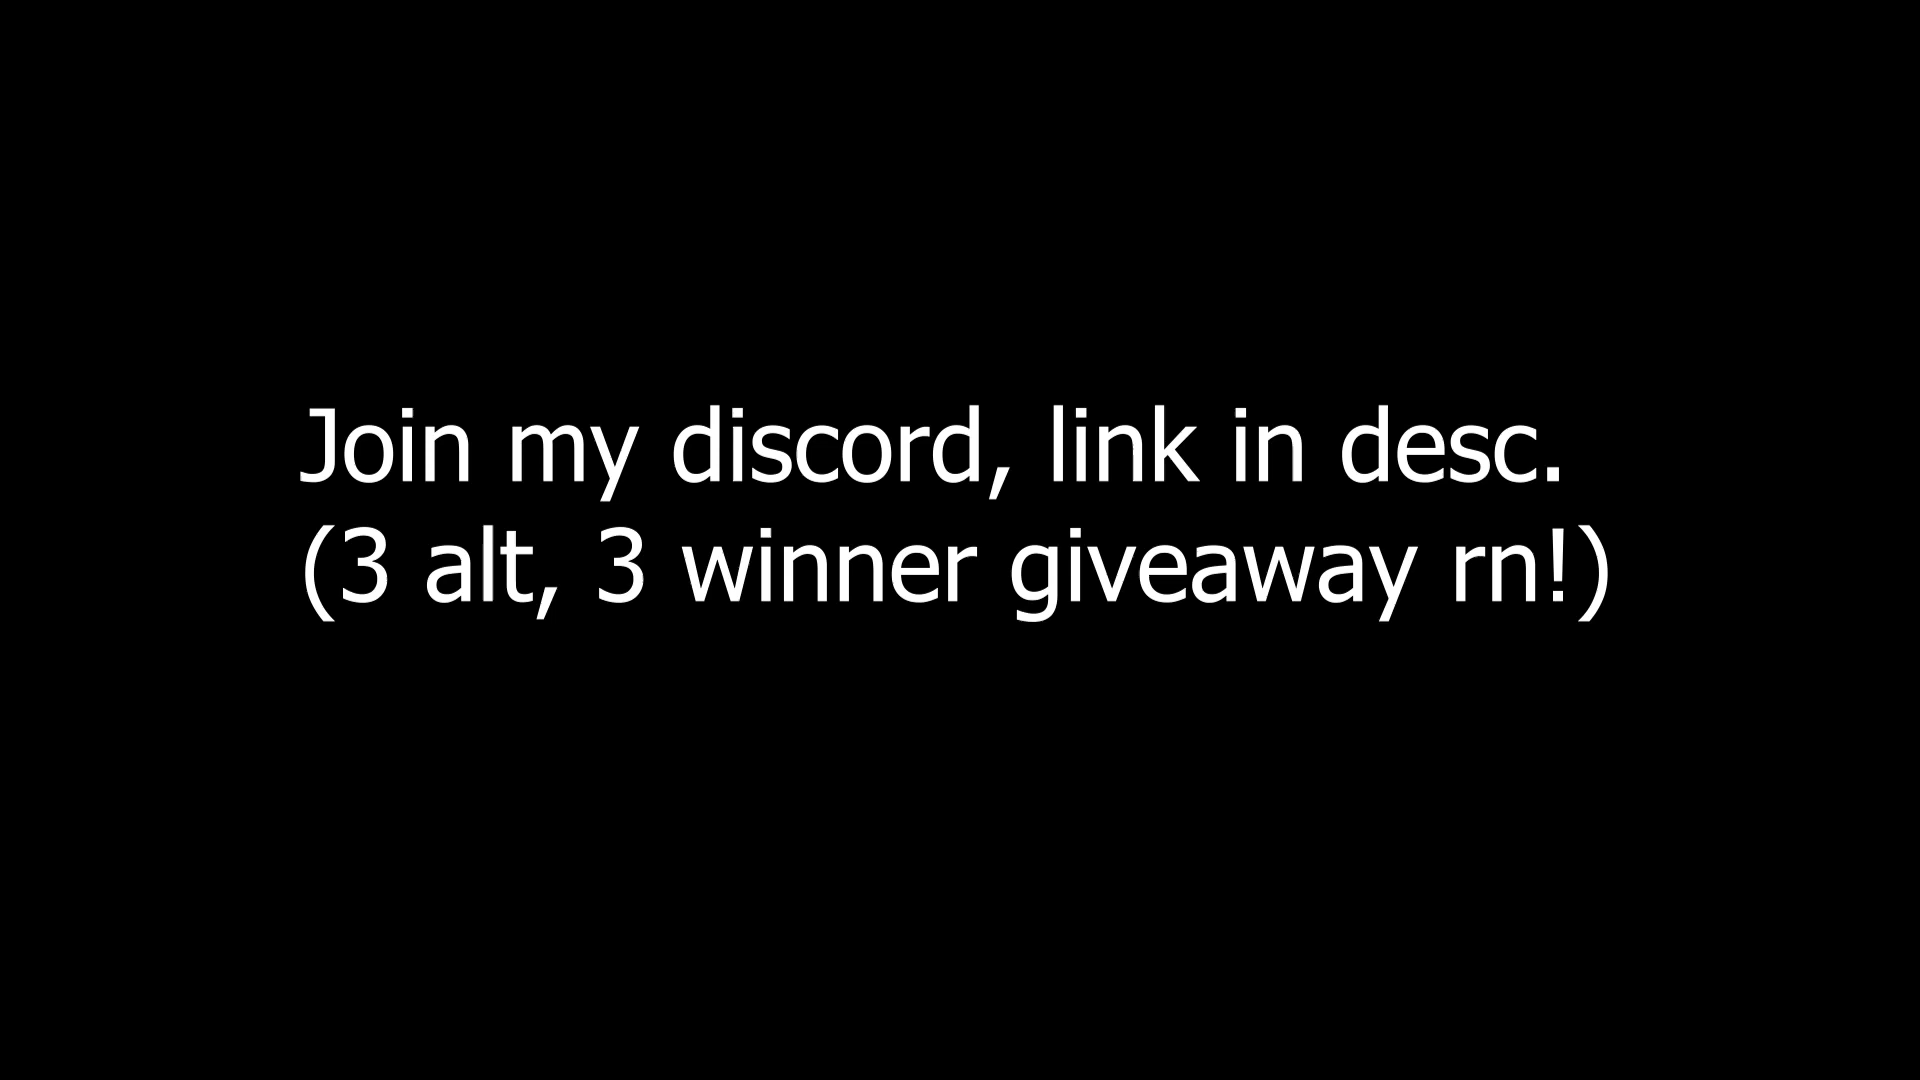 Join my discord, link in desc.
(3 alt, 3 winner giveaway rn!)